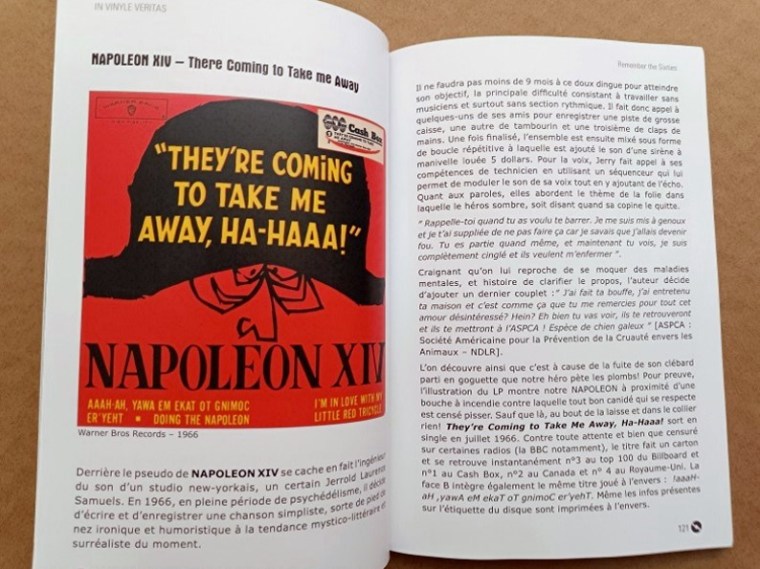 IN VINYLE VERITAS
NAPOLEON XIV – There Coming to Take me Away
Cash Box
"THEY'RE COMiNG
TO TAKE ME
AWAY, HA-HAAA!"
NAPOLEON XIV
AAAH-AH, YAWA EM EKAT OT GNIMOC
ER'YEHT • DOING THE NAPOLEON
I'M IN LOVE WITH MY
LITTLE RED TRICYCLE
Warner Bros Records – 1966
Derrière le pseudo de NAPOLEON XIV se cache en fait l'ingénieur
du son d'un studio new-yorkais, un certain Jerrold Laurence
Samuels. En 1966, en pleine période de psychédélisme, il décide
d'écrire et d'enregistrer une chanson simpliste, sorte de pied de
nez ironique et humoristique à la tendance mystico-littéraire et
surréaliste du moment.
Remember the Sixties
Il ne faudra pas moins de 9 mois à ce doux dingue pour atteindre
son objectif, la principale difficulté consistant à travailler sans
musiciens et surtout sans section rythmique. Il fait donc appel à
quelques-uns de ses amis pour enregistrer une piste de grosse
caisse, une autre de tambourin et une troisième de claps de
mains. Une fois finalisé, l'ensemble est ensuite mixé sous forme
de boucle répétitive à laquelle est ajouté le son d'une sirène à
manivelle louée 5 dollars. Pour la voix, Jerry fait appel à ses
compétences de technicien en utilisant un séquenceur qui lui
permet de moduler le son de sa voix tout en y ajoutant de l'écho.
Quant aux paroles, elles abordent le thème de la folie dans
laquelle le héros sombre, soit disant quand sa copine le quitte.
" Rappelle-toi quand tu as voulu te barrer. Je me suis mis à genoux
et je t'ai suppliée de ne pas faire ça car je savais que j'allais devenir
fou. Tu es partie quand même, et maintenant tu vois, je suis
complètement cinglé et ils veulent m'enfermer ".
Craignant qu'on lui reproche de se moquer des maladies
mentales, et histoire de clarifier le propos, l'auteur décide
d'ajouter un dernier couplet :" J'ai fait ta bouffe, j'ai entretenu
ta maison et c'est comme ça que tu me remercies pour tout cet
amour désintéressé? Hein? Eh bien tu vas voir, ils te retrouveront
et ils te mettront à l'ASPCA ! Espèce de chien galeux " [ASPCA :
Société Américaine pour la Prévention de la Cruauté envers les
Animaux – NDLR].
L'on découvre ainsi que c'est à cause de la fuite de son clébard
parti en goguette que notre héro pète les plombs! Pour preuve,
l'illustration du LP montre notre NAPOLEON à proximité d'une
bouche à incendie contre laquelle tout bon canidé qui se respecte
est censé pisser. Sauf que là, au bout de la laisse et dans le collier
rien! They're Coming to Take Me Away, Ha-Haaa! sort en
single en juillet 1966. Contre toute attente et bien que censuré
sur certaines radios (la BBC notamment), le titre fait un carton
et se retrouve instantanément n°3 au top 100 du Billboard et
n°1 au Cash Box, n°2 au Canada et n° 4 au Royaume-Uni. La
face B intègre également le même titre joué à l'envers : !aaaH-
aH ,yawA eM ekaT oT gnimoC er'yehT. Même les infos présentes
sur l'étiquette du disque sont imprimées à l'envers.
121